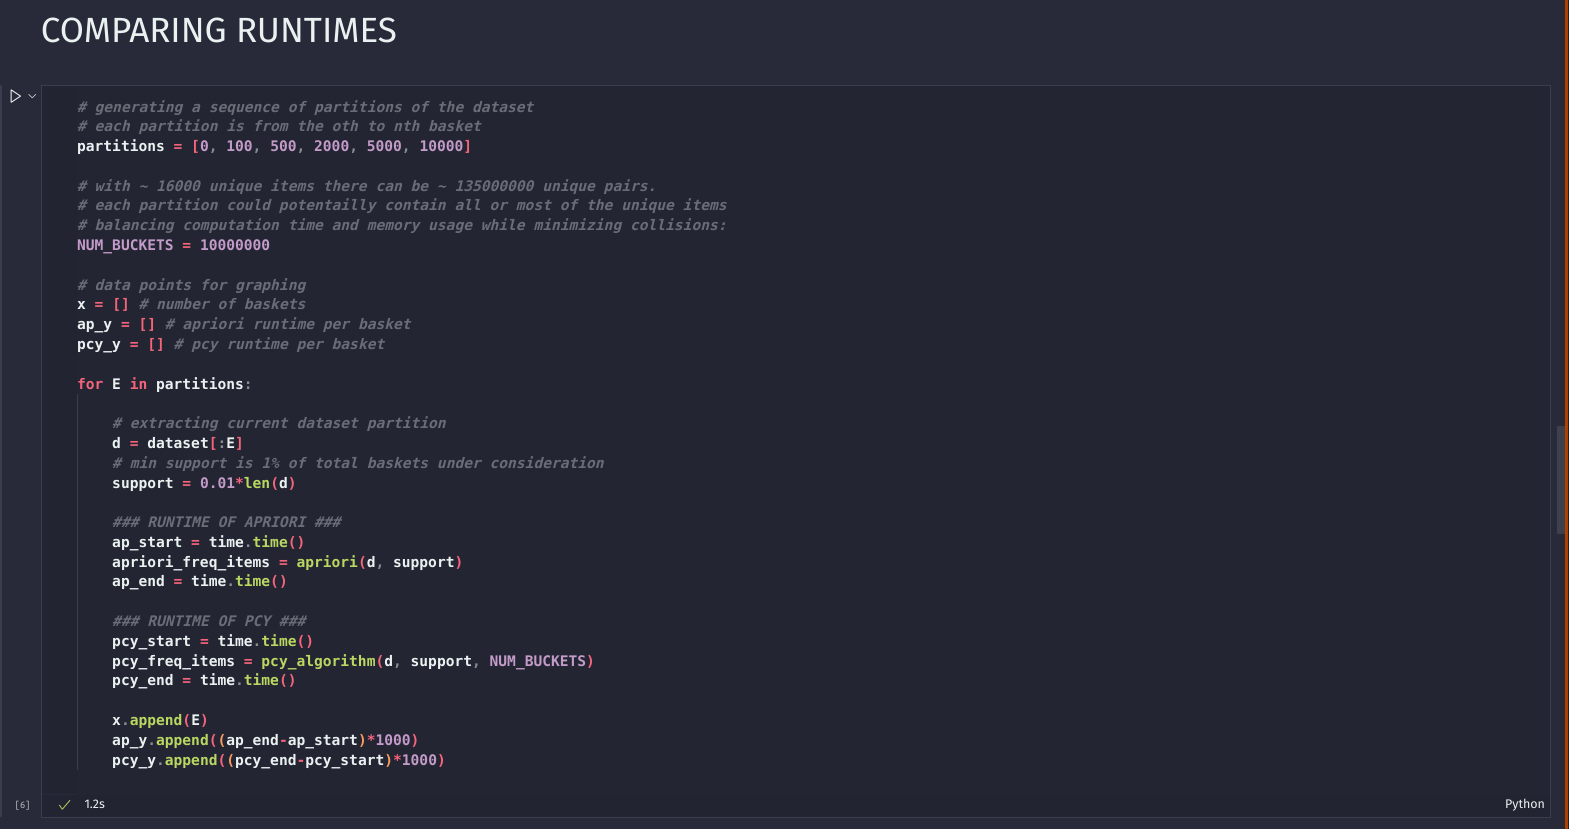 COMPARING RUNTIMES
# generating a sequence of partitions of the dataset
# each partition is from the oth to nth basket
partitions = [0, 100, 500, 2000, 5000, 10000]
# with ~ 16000 unique items there can be ~ 135000000 unique pairs.
# each partition could potentailly contain all or most of the unique items
# balancing computation time and memory usage while minimizing collisions:
NUM_BUCKETS = 10000000
# data points for graphing
x = [] # number of baskets
ap_y = [] # apriori runtime per basket
pcy_y = [] # pcy runtime per basket
for E in partitions:
# extracting current dataset partition
d = dataset[:E]
# min support is 1% of total baskets under consideration
support = 0.01*len(d)
### RUNTIME OF APRIORI ###
ap_start = time.time()
apriori_freq_items = apriori(d, support)
ap_end = time.time()
### RUNTIME OF PCY ###
pcy_start = time.time()
pcy_freq_items = pcy_algorithm(d, support, NUM_BUCKETS)
pcy_end = time.time()
x.append(E)
ap_y.append((ap_end-ap_start)*1000)
pcy_y.append((pcy_end-pcy_start)*1000)
[6] 1.2s Python